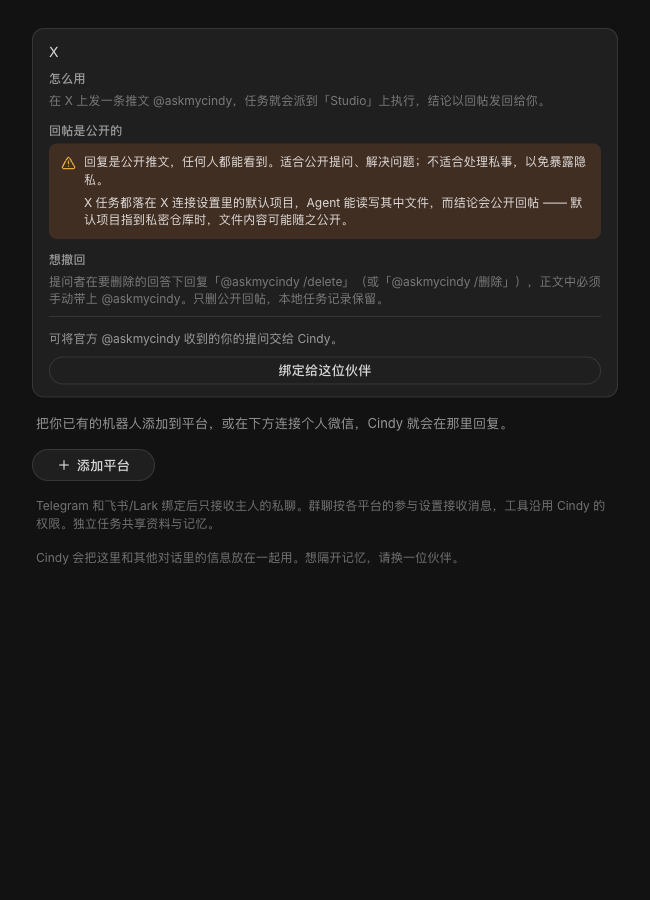 X
怎么用
在 X 上发一条推文 @askmycindy，任务就会派到「Studio」上执行，结论以回帖发回给你。
回帖是公开的
回复是公开推文，任何人都能看到。适合公开提问、解决问题；不适合处理私事，以免暴露隐
私。
X 任务都落在 X 连接设置里的默认项目，Agent 能读写其中文件，而结论会公开回帖 —— 默
认项目指到私密仓库时，文件内容可能随之公开。
想撤回
提问者在要删除的回答下回复「@askmycindy /delete」（或「@askmycindy /删除」），正文中必须
手动带上 @askmycindy。只删公开回帖，本地任务记录保留。
可将官方 @askmycindy 收到的你的提问交给 Cindy。
绑定给这位伙伴
把你已有的机器人添加到平台，或在下方连接个人微信，Cindy 就会在那里回复。
＋ 添加平台
Telegram 和飞书/Lark 绑定后只接收主人的私聊。群聊按各平台的参与设置接收消息，工具沿用 Cindy 的
权限。独立任务共享资料与记忆。
Cindy 会把这里和其他对话里的信息放在一起用。想隔开记忆，请换一位伙伴。